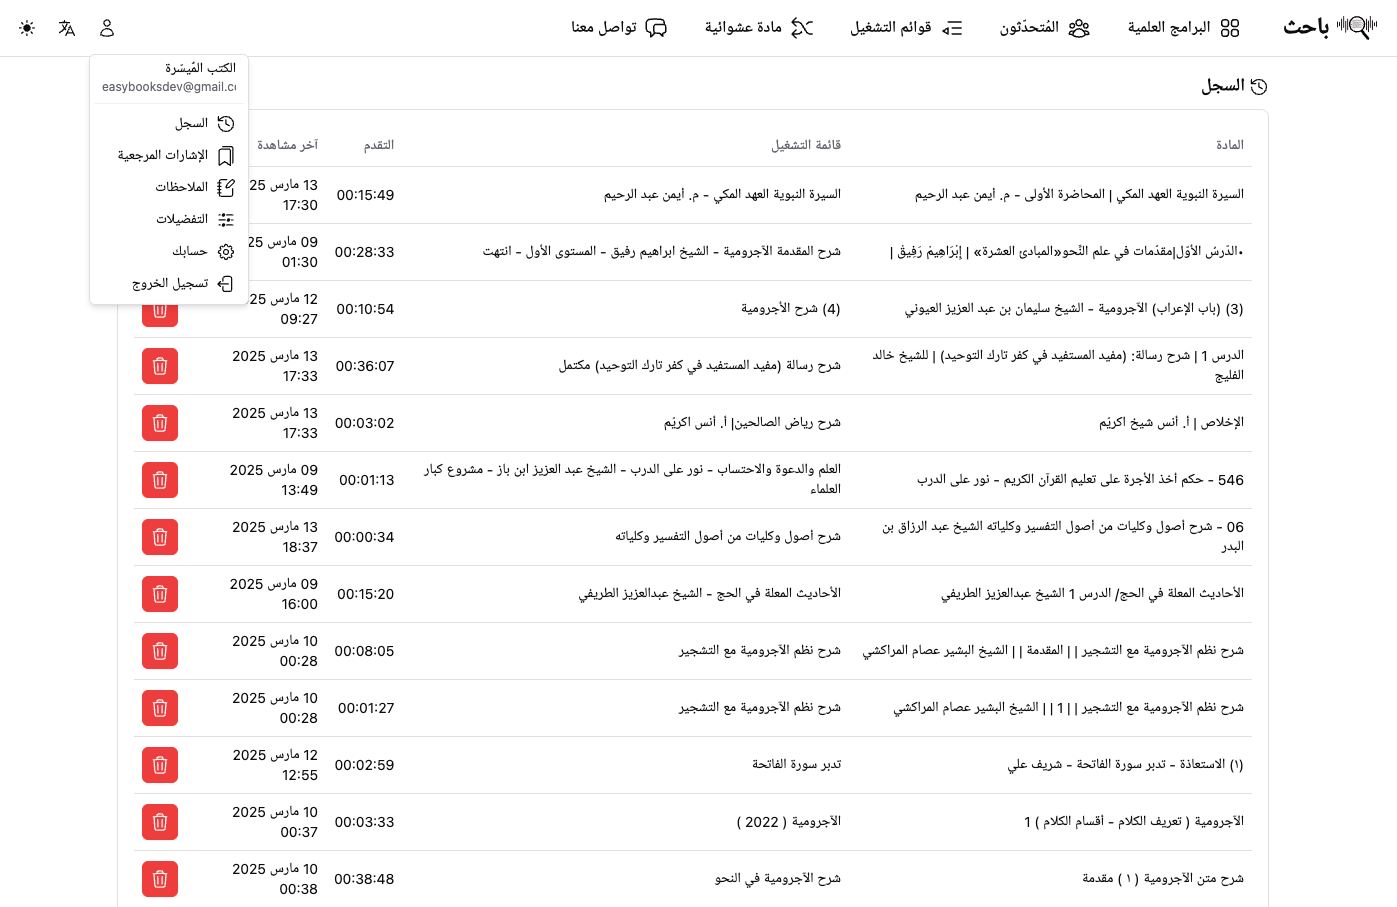 باحث
البرامج العلمية
المُتحدّثون
قوائم التشغيل
مادة عشوائية
تواصل معنا
الكتب المُيسّرة
easybooksdev@gmail.c
السجل
الإشارات المرجعية
الملاحظات
التفضيلات
حسابك
تسجيل الخروج
السجل
المادة قائمة التشغيل التقدم آخر مشاهدة
السيرة النبوية العهد المكي | المحاضرة الأولى - م. أيمن عبد الرحيم
السيرة النبوية العهد المكي - م. أيمن عبد الرحيم
00:15:49
13 مارس 25
17:30
•الدّرسُ الأوّل|مقدّمات في علم النَّحو«المبادئ العشرة» | إبْرَاهِيمْ رَفِيقْ |
شرح المقدمة الآجرومية - الشيخ ابراهيم رفيق - المستوى الأول - انتهت
00:28:33
09 مارس 25
01:30
(3) (باب الإعراب) الآجرومية - الشيخ سليمان بن عبد العزيز العيوني
(4) شرح الأجرومية
00:10:54
12 مارس 25
09:27
الدرس 1 | شرح رسالة: (مفيد المستفيد في كفر تارك التوحيد) | للشيخ خالد
الفليج
شرح رسالة (مفيد المستفيد في كفر تارك التوحيد) مكتمل
00:36:07
13 مارس 2025
17:33
الإخلاص | أ. أنس شيخ اكريّم
شرح رياض الصالحين| أ. أنس اكريّم
00:03:02
13 مارس 2025
17:33
546 - حكم أخذ الأجرة على تعليم القرآن الكريم - نور على الدرب
العلم والدعوة والاحتساب - نور على الدرب - الشيخ عبد العزيز ابن باز - مشروع كبار
العلماء
00:01:13
09 مارس 2025
13:49
06 - شرح أصول وكليات من أصول التفسير وكلياته الشيخ عبد الرزاق بن
البدر
شرح أصول وكليات من أصول التفسير وكلياته
00:00:34
13 مارس 2025
18:37
الأحاديث المعلة في الحج/ الدرس 1 الشيخ عبدالعزيز الطريفي
الأحاديث المعلة في الحج - الشيخ عبدالعزيز الطريفي
00:15:20
09 مارس 2025
16:00
شرح نظم الآجرومية مع التشجير | | المقدمة | | الشيخ البشير عصام المراكشي
شرح نظم الآجرومية مع التشجير
00:08:05
10 مارس 2025
00:28
شرح نظم الآجرومية مع التشجير | | 1 | | الشيخ البشير عصام المراكشي
شرح نظم الآجرومية مع التشجير
00:01:27
10 مارس 2025
00:28
(١) الاستعاذة - تدبر سورة الفاتحة - شريف علي
تدبر سورة الفاتحة
00:02:59
12 مارس 2025
12:55
الآجرومية ( تعريف الكلام - أقسام الكلام ) 1
الآجرومية ( 2022 )
00:03:33
10 مارس 2025
00:37
شرح متن الآجرومية ( ١ ) مقدمة
شرح الآجرومية في النحو
00:38:48
10 مارس 2025
00:38